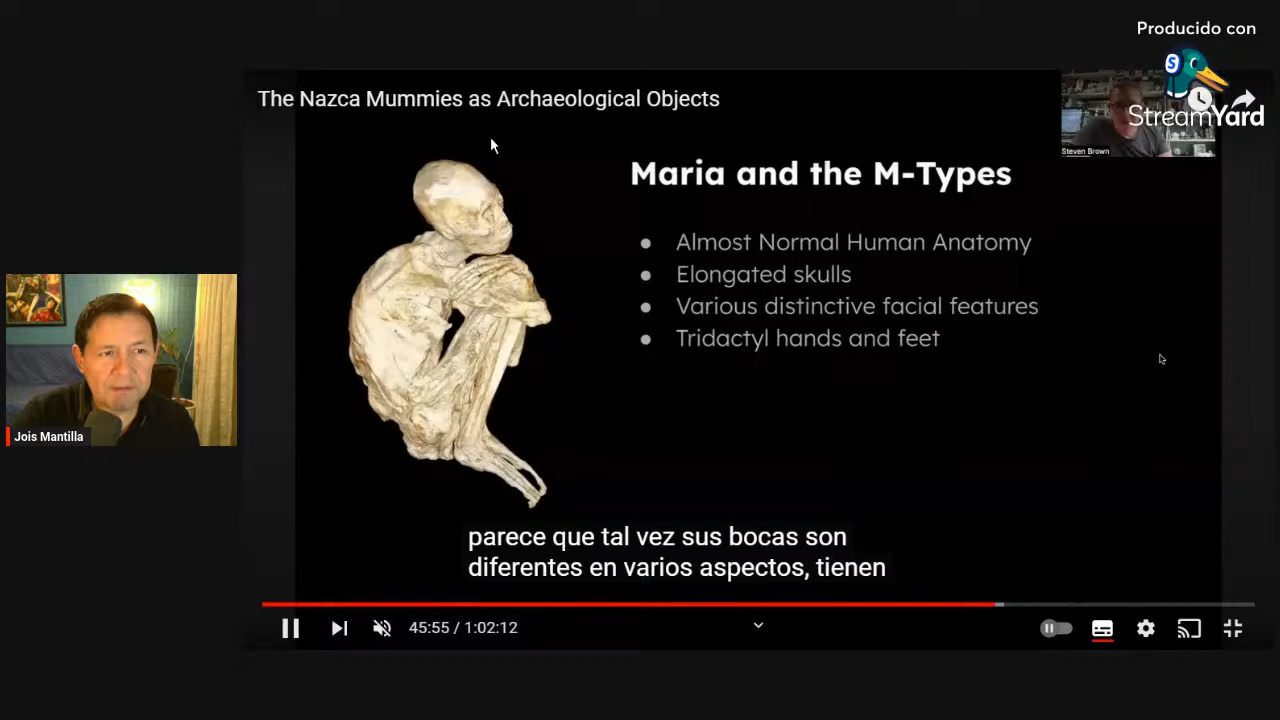 Producido con
S
StreamYard
The Nazca Mummies as Archaeological Objects
Steven Brown
Maria and the M-Types
Almost Normal Human Anatomy
Elongated skulls
Various distinctive facial features
Tridactyl hands and feet
Jois Mantilla
parece que tal vez sus bocas son
diferentes en varios aspectos, tienen
45:55 / 1:02:12